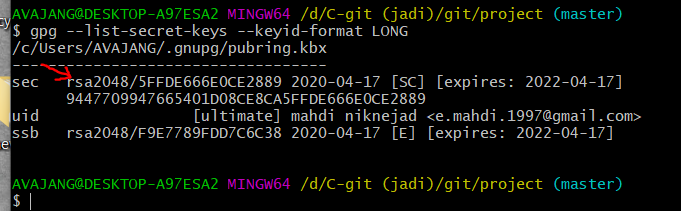 AVAJANG@DESKTOP-A97ESA2 MINGW64 /d/C-git (jadi)/git/project (master)
$ gpg --list-secret-keys --keyid-format LONG
/c/Users/AVAJANG/.gnupg/pubring.kbx
-----------------------------------
sec rsa2048/5FFDE666E0CE2889 2020-04-17 [SC] [expires: 2022-04-17]
9447709947665401D08CE8CA5FFDE666E0CE2889
uid [ultimate] mahdi niknejad <e.mahdi.1997@gmail.com>
ssb rsa2048/F9E7789FDD7C6C38 2020-04-17 [E] [expires: 2022-04-17]
AVAJANG@DESKTOP-A97ESA2 MINGW64 /d/C-git (jadi)/git/project (master)
$